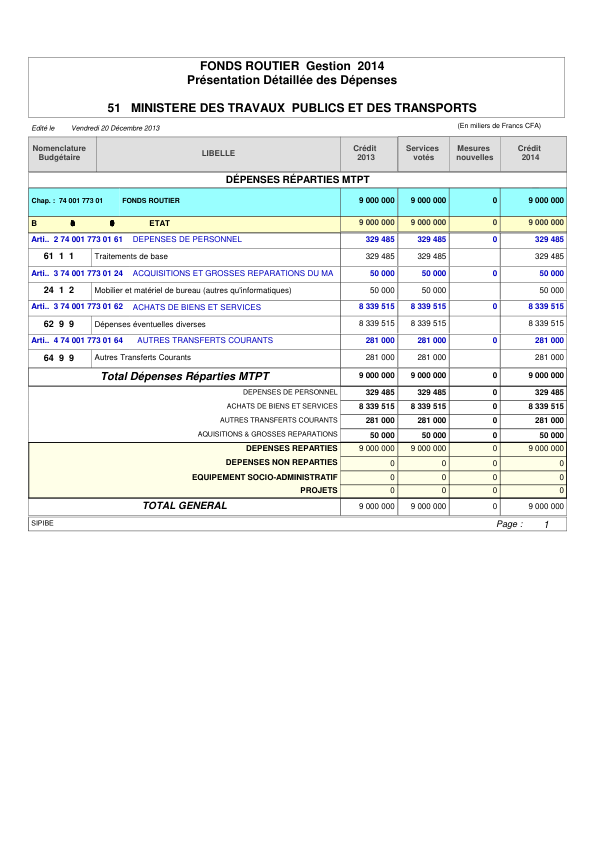 FONDS ROUTIER Gestion 2014
Présentation Détaillée des Dépenses
51 MINISTERE DES TRAVAUX PUBLICS ET DES TRANSPORTS
Edité le Vendredi 20 Décembre 2013 (En miliers de Francs CFA)
Nomenclature Budgétaire LIBELLE Crédit 2013 Services votés Mesures nouvelles Crédit 2014
DÉPENSES RÉPARTIES MTPT
Chap. : 74 001 773 01 FONDS ROUTIER 9 000 000 9 000 000 0 9 000 000
B ETAT 9 000 000 9 000 000 0 9 000 000
Arti.. 2 74 001 773 01 61 DEPENSES DE PERSONNEL 329 485 329 485 0 329 485
61 1 1 Traitements de base 329 485 329 485 0 329 485
Arti.. 3 74 001 773 01 24 ACQUISITIONS ET GROSSES REPARATIONS DU MA 50 000 50 000 0 50 000
24 1 2 Mobilier et matériel de bureau (autres qu'informatiques) 50 000 50 000 0 50 000
Arti.. 3 74 001 773 01 62 ACHATS DE BIENS ET SERVICES 8 339 515 8 339 515 0 8 339 515
62 9 9 Dépenses éventuelles diverses 8 339 515 8 339 515 0 8 339 515
Arti.. 4 74 001 773 01 64 AUTRES TRANSFERTS COURANTS 281 000 281 000 0 281 000
64 9 9 Autres Transferts Courants 281 000 281 000 0 281 000
Total Dépenses Réparties MTPT 9 000 000 9 000 000 0 9 000 000
DEPENSES DE PERSONNEL 329 485 329 485 0 329 485
ACHATS DE BIENS ET SERVICES 8 339 515 8 339 515 0 8 339 515
AUTRES TRANSFERTS COURANTS 281 000 281 000 0 281 000
AQUISITIONS & GROSSES REPARATIONS 50 000 50 000 0 50 000
DEPENSES REPARTIES 9 000 000 9 000 000 0 9 000 000
DEPENSES NON REPARTIES 0 0 0 0
EQUIPEMENT SOCIO-ADMINISTRATIF 0 0 0 0
PROJETS 0 0 0 0
TOTAL GENERAL 9 000 000 9 000 000 0 9 000 000
SIPIBE Page : 1